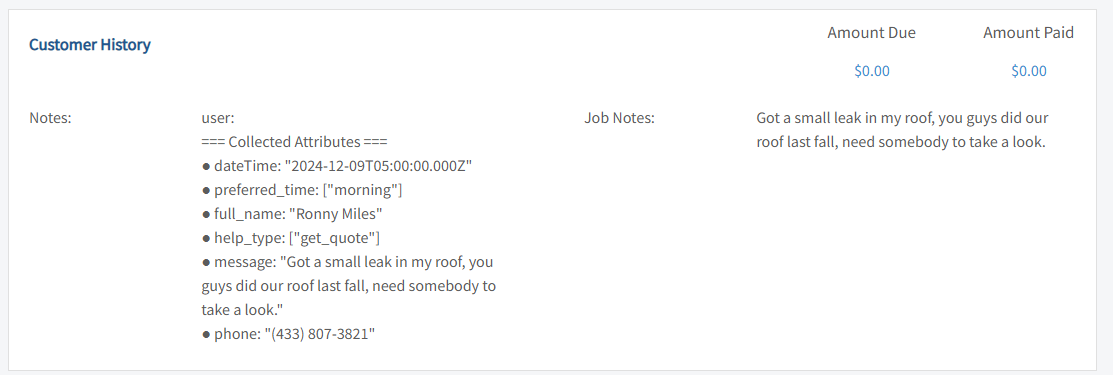 Customer History
Amount Due
Amount Paid
$0.00
$0.00
Notes:
user:
=== Collected Attributes ===
● dateTime: "2024-12-09T05:00:00.000Z"
● preferred_time: ["morning"]
● full_name: "Ronny Miles"
● help_type: ["get_quote"]
● message: "Got a small leak in my roof, you
guys did our roof last fall, need somebody to
take a look."
● phone: "(433) 807-3821"
Job Notes:
Got a small leak in my roof, you guys did our
roof last fall, need somebody to take a look.